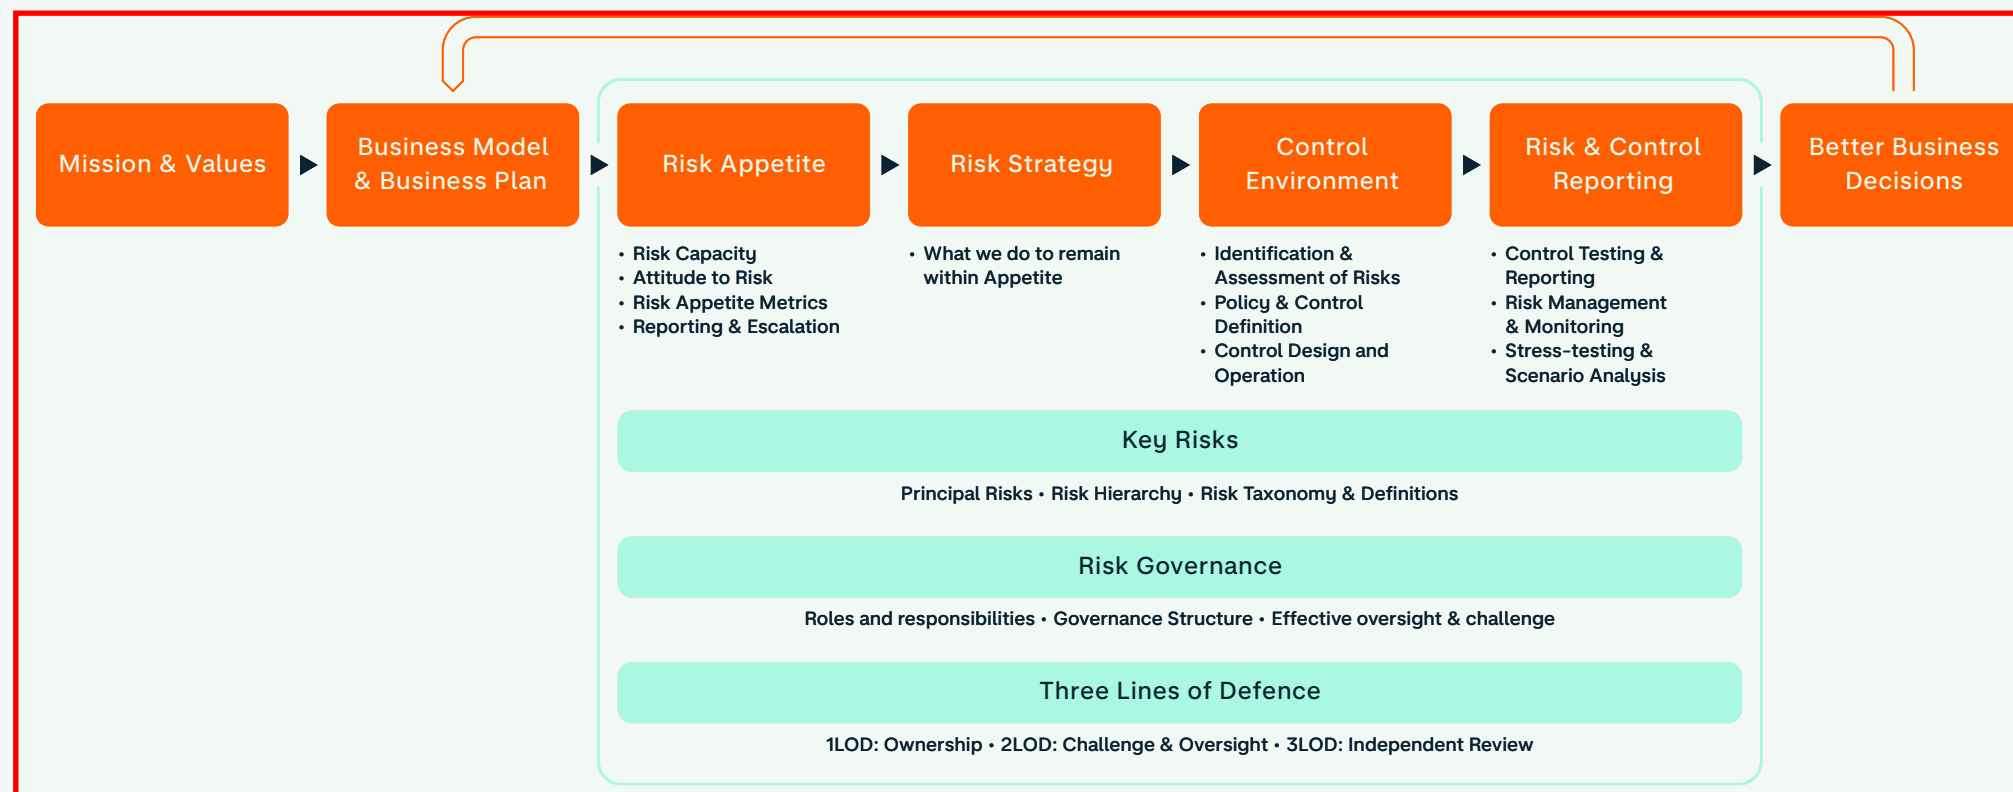 Mission & Values
Business Model
& Business Plan
Risk Appetite
Risk Strategy
Control
Environment
Risk & Control
Reporting
Better Business
Decisions
• Risk Capacity
• Attitude to Risk
• Risk Appetite Metrics
• Reporting & Escalation
• What we do to remain
within Appetite
• Identification &
Assessment of Risks
• Policy & Control
Definition
• Control Design and
Operation
• Control Testing &
Reporting
• Risk Management
& Monitoring
• Stress-testing &
Scenario Analysis
Key Risks
Principal Risks • Risk Hierarchy • Risk Taxonomy & Definitions
Risk Governance
Roles and responsibilities • Governance Structure • Effective oversight & challenge
Three Lines of Defence
1LOD: Ownership • 2LOD: Challenge & Oversight • 3LOD: Independent Review